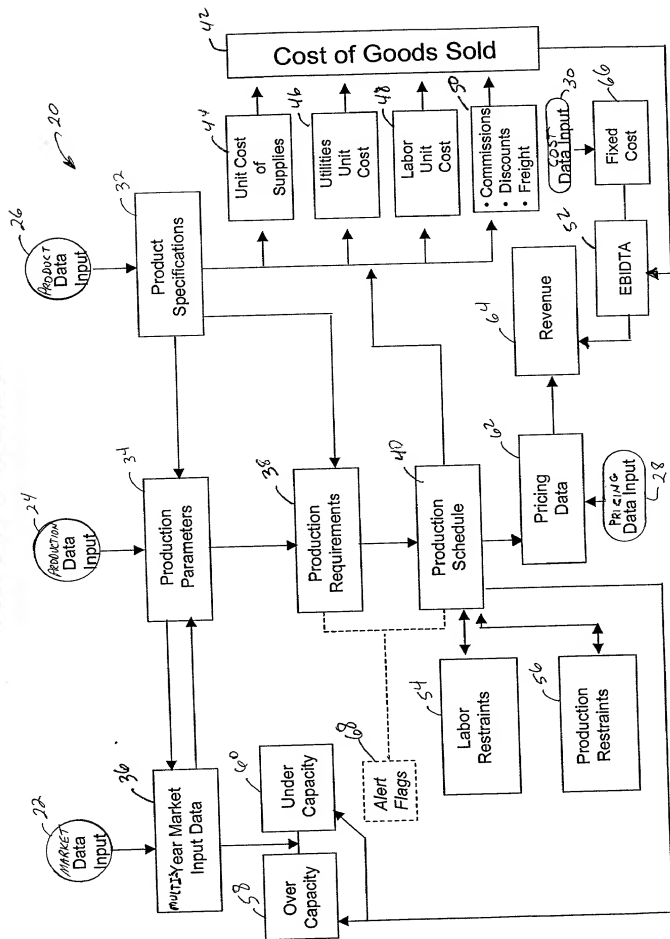 42
Cost of Goods Sold
20
44
Unit Cost
of
Supplies
46
Utilities
Unit
Cost
48
Labor
Unit
Cost
50
• Commissions
• Discounts
• Freight
26
PRODUCT
Data
Input
32
Product
Specifications
COST
Data Input
30
Fixed
Cost
66
52
EBIDTA
64
Revenue
24
PRODUCTION
Data
Input
34
Production
Parameters
38
Production
Requirements
40
Production
Schedule
62
Pricing
Data
PRICING
Data Input
28
Alert
Flags
68
54
Labor
Restraints
56
Production
Restraints
22
MARKET
Data
Input
36
MULTI-Year Market
Input Data
60
Under
Capacity
58
Over
Capacity